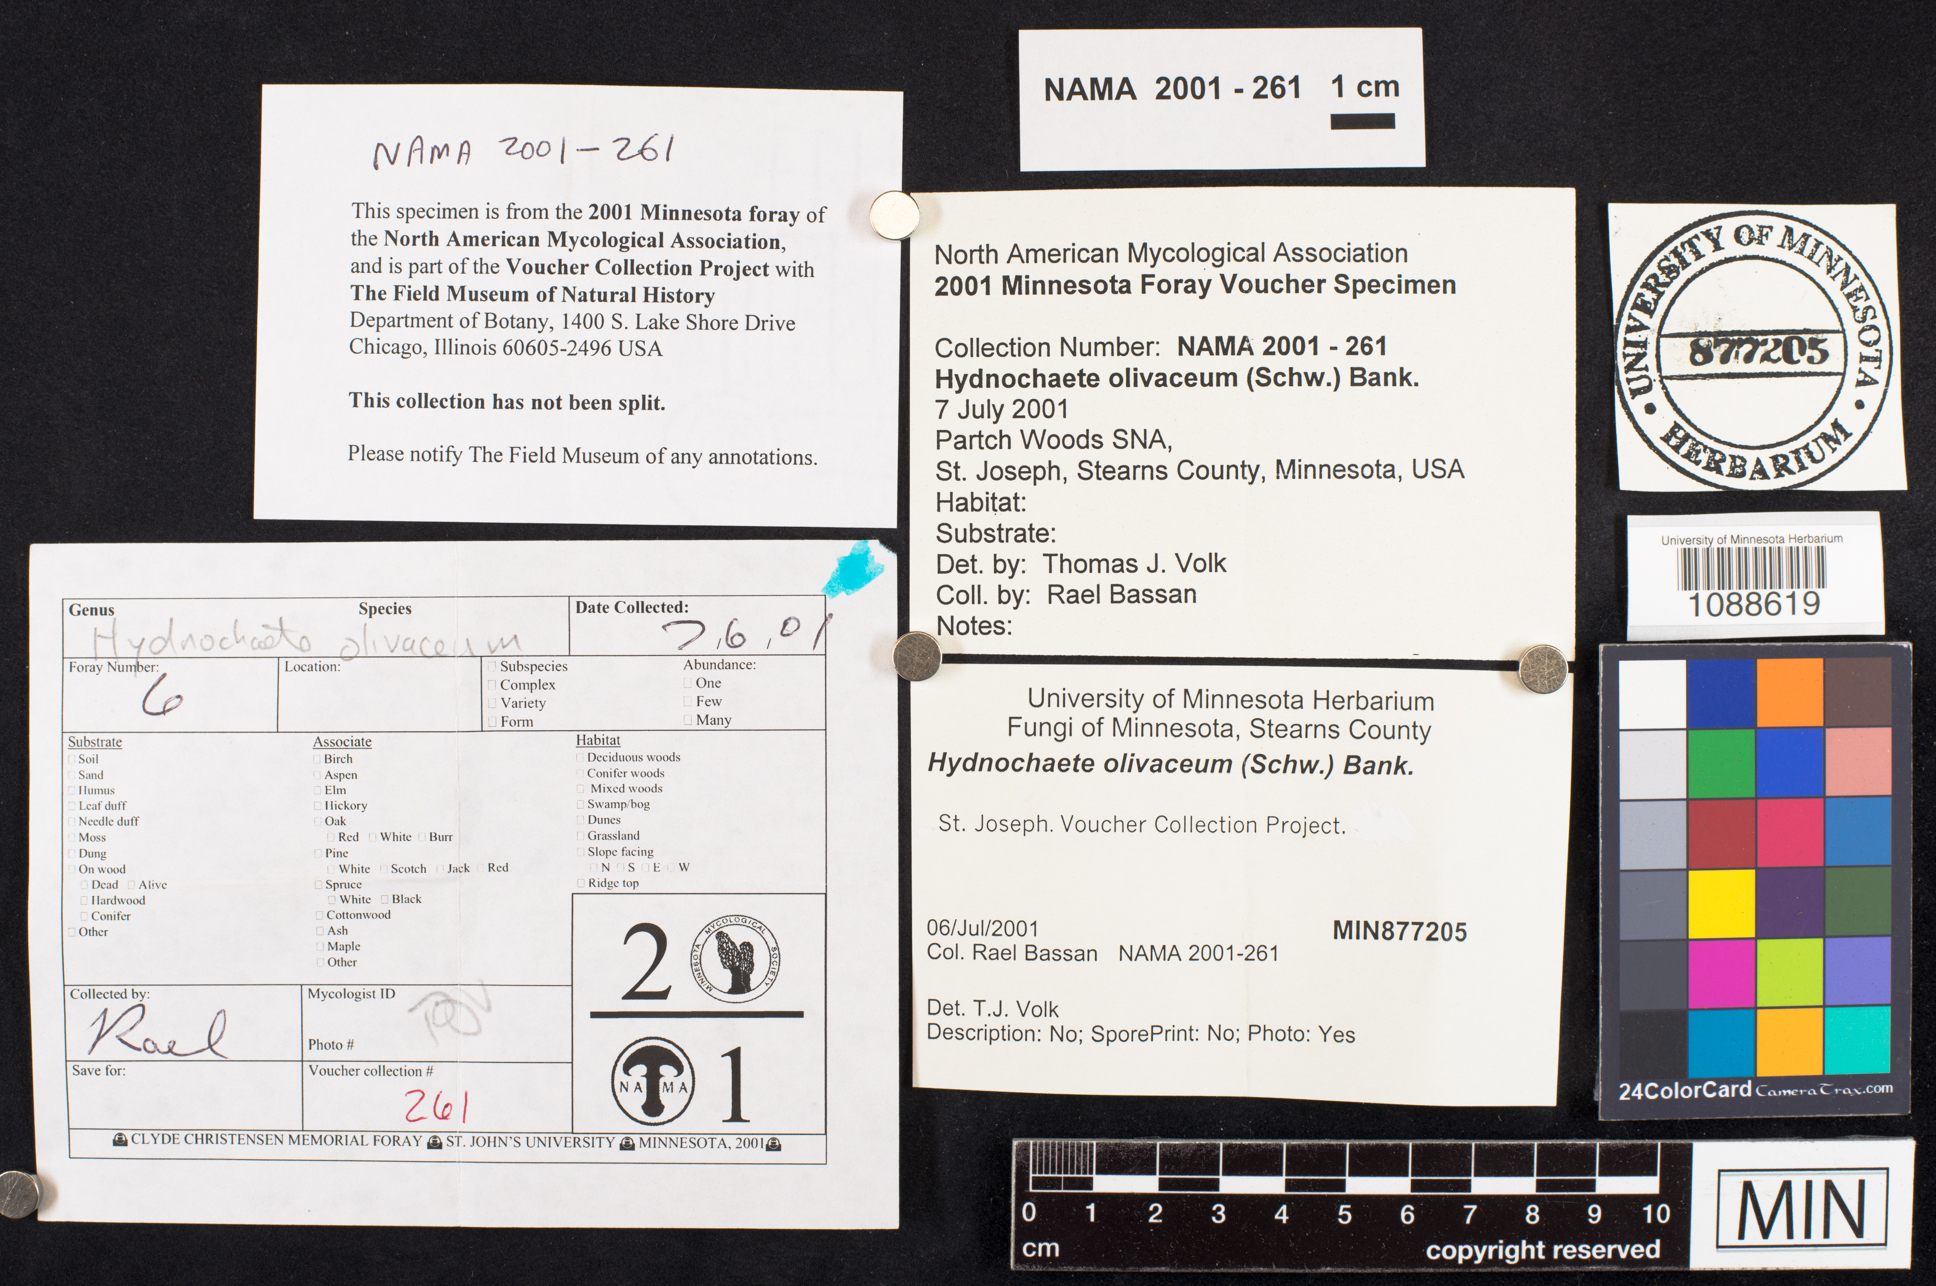 NAMA 2001 - 261 1 cm
NAMA 2001-261
This specimen is from the 2001 Minnesota foray of
the North American Mycological Association,
and is part of the Voucher Collection Project with
The Field Museum of Natural History
Department of Botany, 1400 S. Lake Shore Drive
Chicago, Illinois 60605-2496 USA
This collection has not been split.
Please notify The Field Museum of any annotations.
North American Mycological Association
2001 Minnesota Foray Voucher Specimen
Collection Number: NAMA 2001 - 261
Hydnochaete olivaceum (Schw.) Bank.
7 July 2001
Partch Woods SNA,
St. Joseph, Stearns County, Minnesota, USA
Habitat:
Substrate:
Det. by: Thomas J. Volk
Coll. by: Rael Bassan
Notes:
UNIVERSITY OF MINNESOTA
877205
HERBARIUM
University of Minnesota Herbarium
1088619
Genus Species Date Collected:
Hydnochaete olivaceum 7,6,01
Foray Number: Location:
6
Subspecies
Complex
Variety
Form
Abundance:
One
Few
Many
Substrate
Soil
Sand
Humus
Leaf duff
Needle duff
Moss
Dung
On wood
Dead Alive
Hardwood
Conifer
Other
Associate
Birch
Aspen
Elm
Hickory
Oak
Red White Burr
Pine
White Scotch Jack Red
Spruce
White Black
Cottonwood
Ash
Maple
Other
Habitat
Deciduous woods
Conifer woods
Mixed woods
Swamp/bog
Dunes
Grassland
Slope facing
N S E W
Ridge top
2
MINNESOTA MYCOLOGICAL SOCIETY
NAMA
1
Collected by:
Rael
Mycologist ID
TJV
Photo #
Save for:
Voucher collection #
261
CLYDE CHRISTENSEN MEMORIAL FORAY ST. JOHN'S UNIVERSITY MINNESOTA, 2001
University of Minnesota Herbarium
Fungi of Minnesota, Stearns County
Hydnochaete olivaceum (Schw.) Bank.
St. Joseph. Voucher Collection Project.
06/Jul/2001 MIN877205
Col. Rael Bassan NAMA 2001-261
Det. T.J. Volk
Description: No; SporePrint: No; Photo: Yes
24ColorCard CameraTrax.com
0 1 2 3 4 5 6 7 8 9 10
cm
copyright reserved
MIN